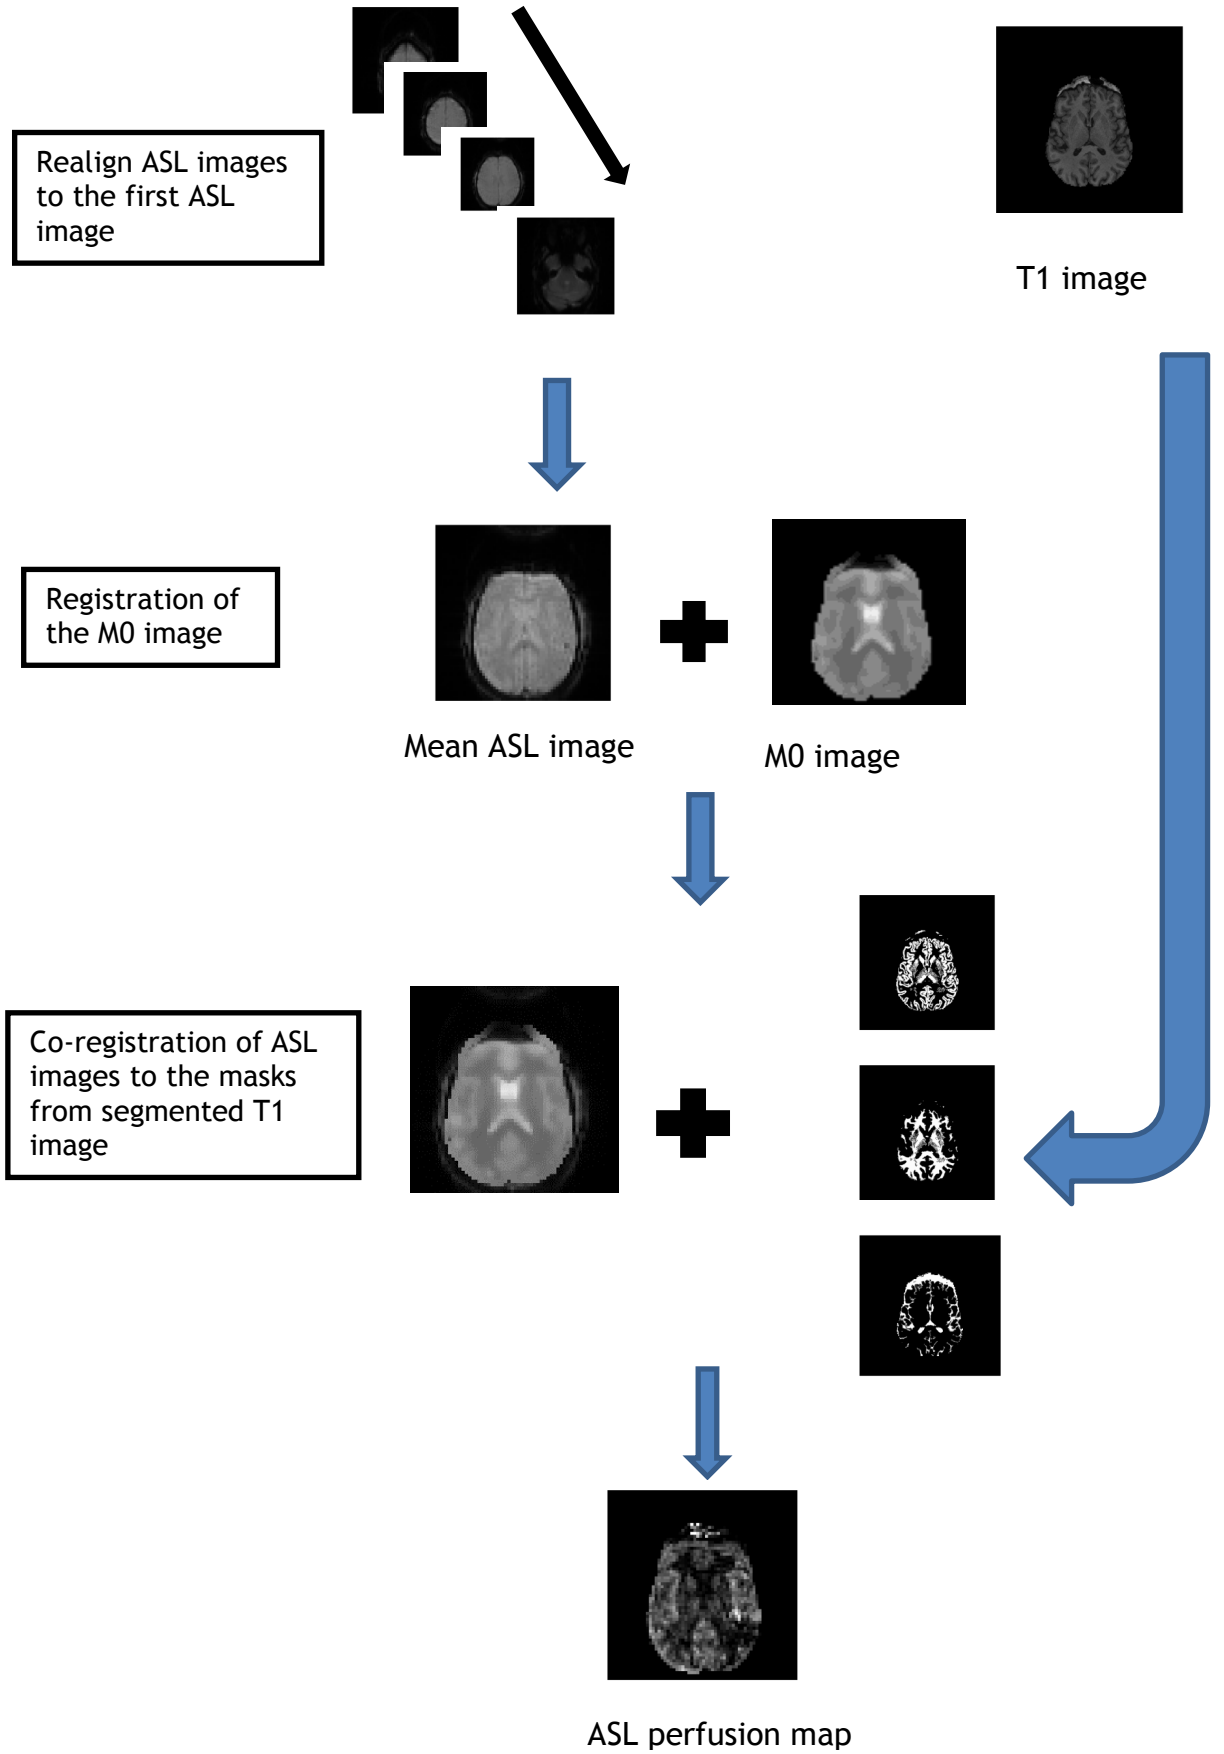 Realign ASL images
to the first ASL
image
T1 image
Registration of
the M0 image
Mean ASL image
M0 image
Co-registration of ASL
images to the masks
from segmented T1
image
ASL perfusion map